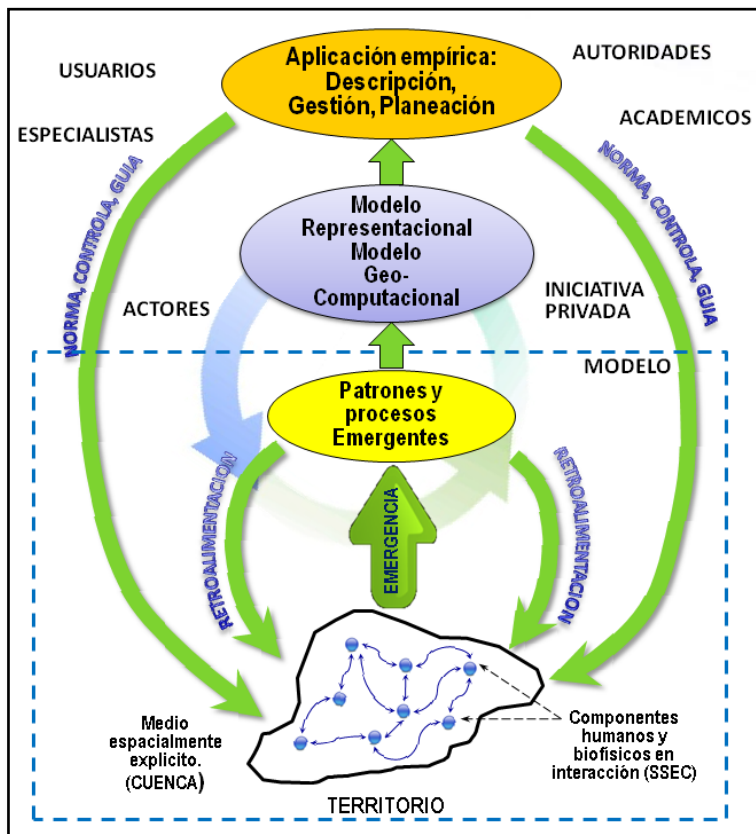 USUARIOS
Aplicación empírica:
Descripción,
Gestión, Planeación
AUTORIDADES
ESPECIALISTAS
ACADEMICOS
NORMA, CONTROLA, GUIA
NORMA, CONTROLA, GUIA
Modelo
Representacional
Modelo
Geo-
Computacional
ACTORES
INICIATIVA
PRIVADA
MODELO
Patrones y
procesos
Emergentes
RETROALIMENTACION
RETROALIMENTACION
EMERGENCIA
Medio
espacialmente
explicito.
(CUENCA)
Componentes
humanos y
biofísicos en
interacción (SSEC)
TERRITORIO